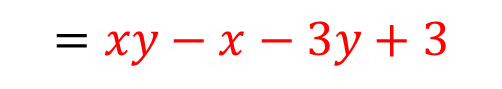 = xy − x − 3y + 3